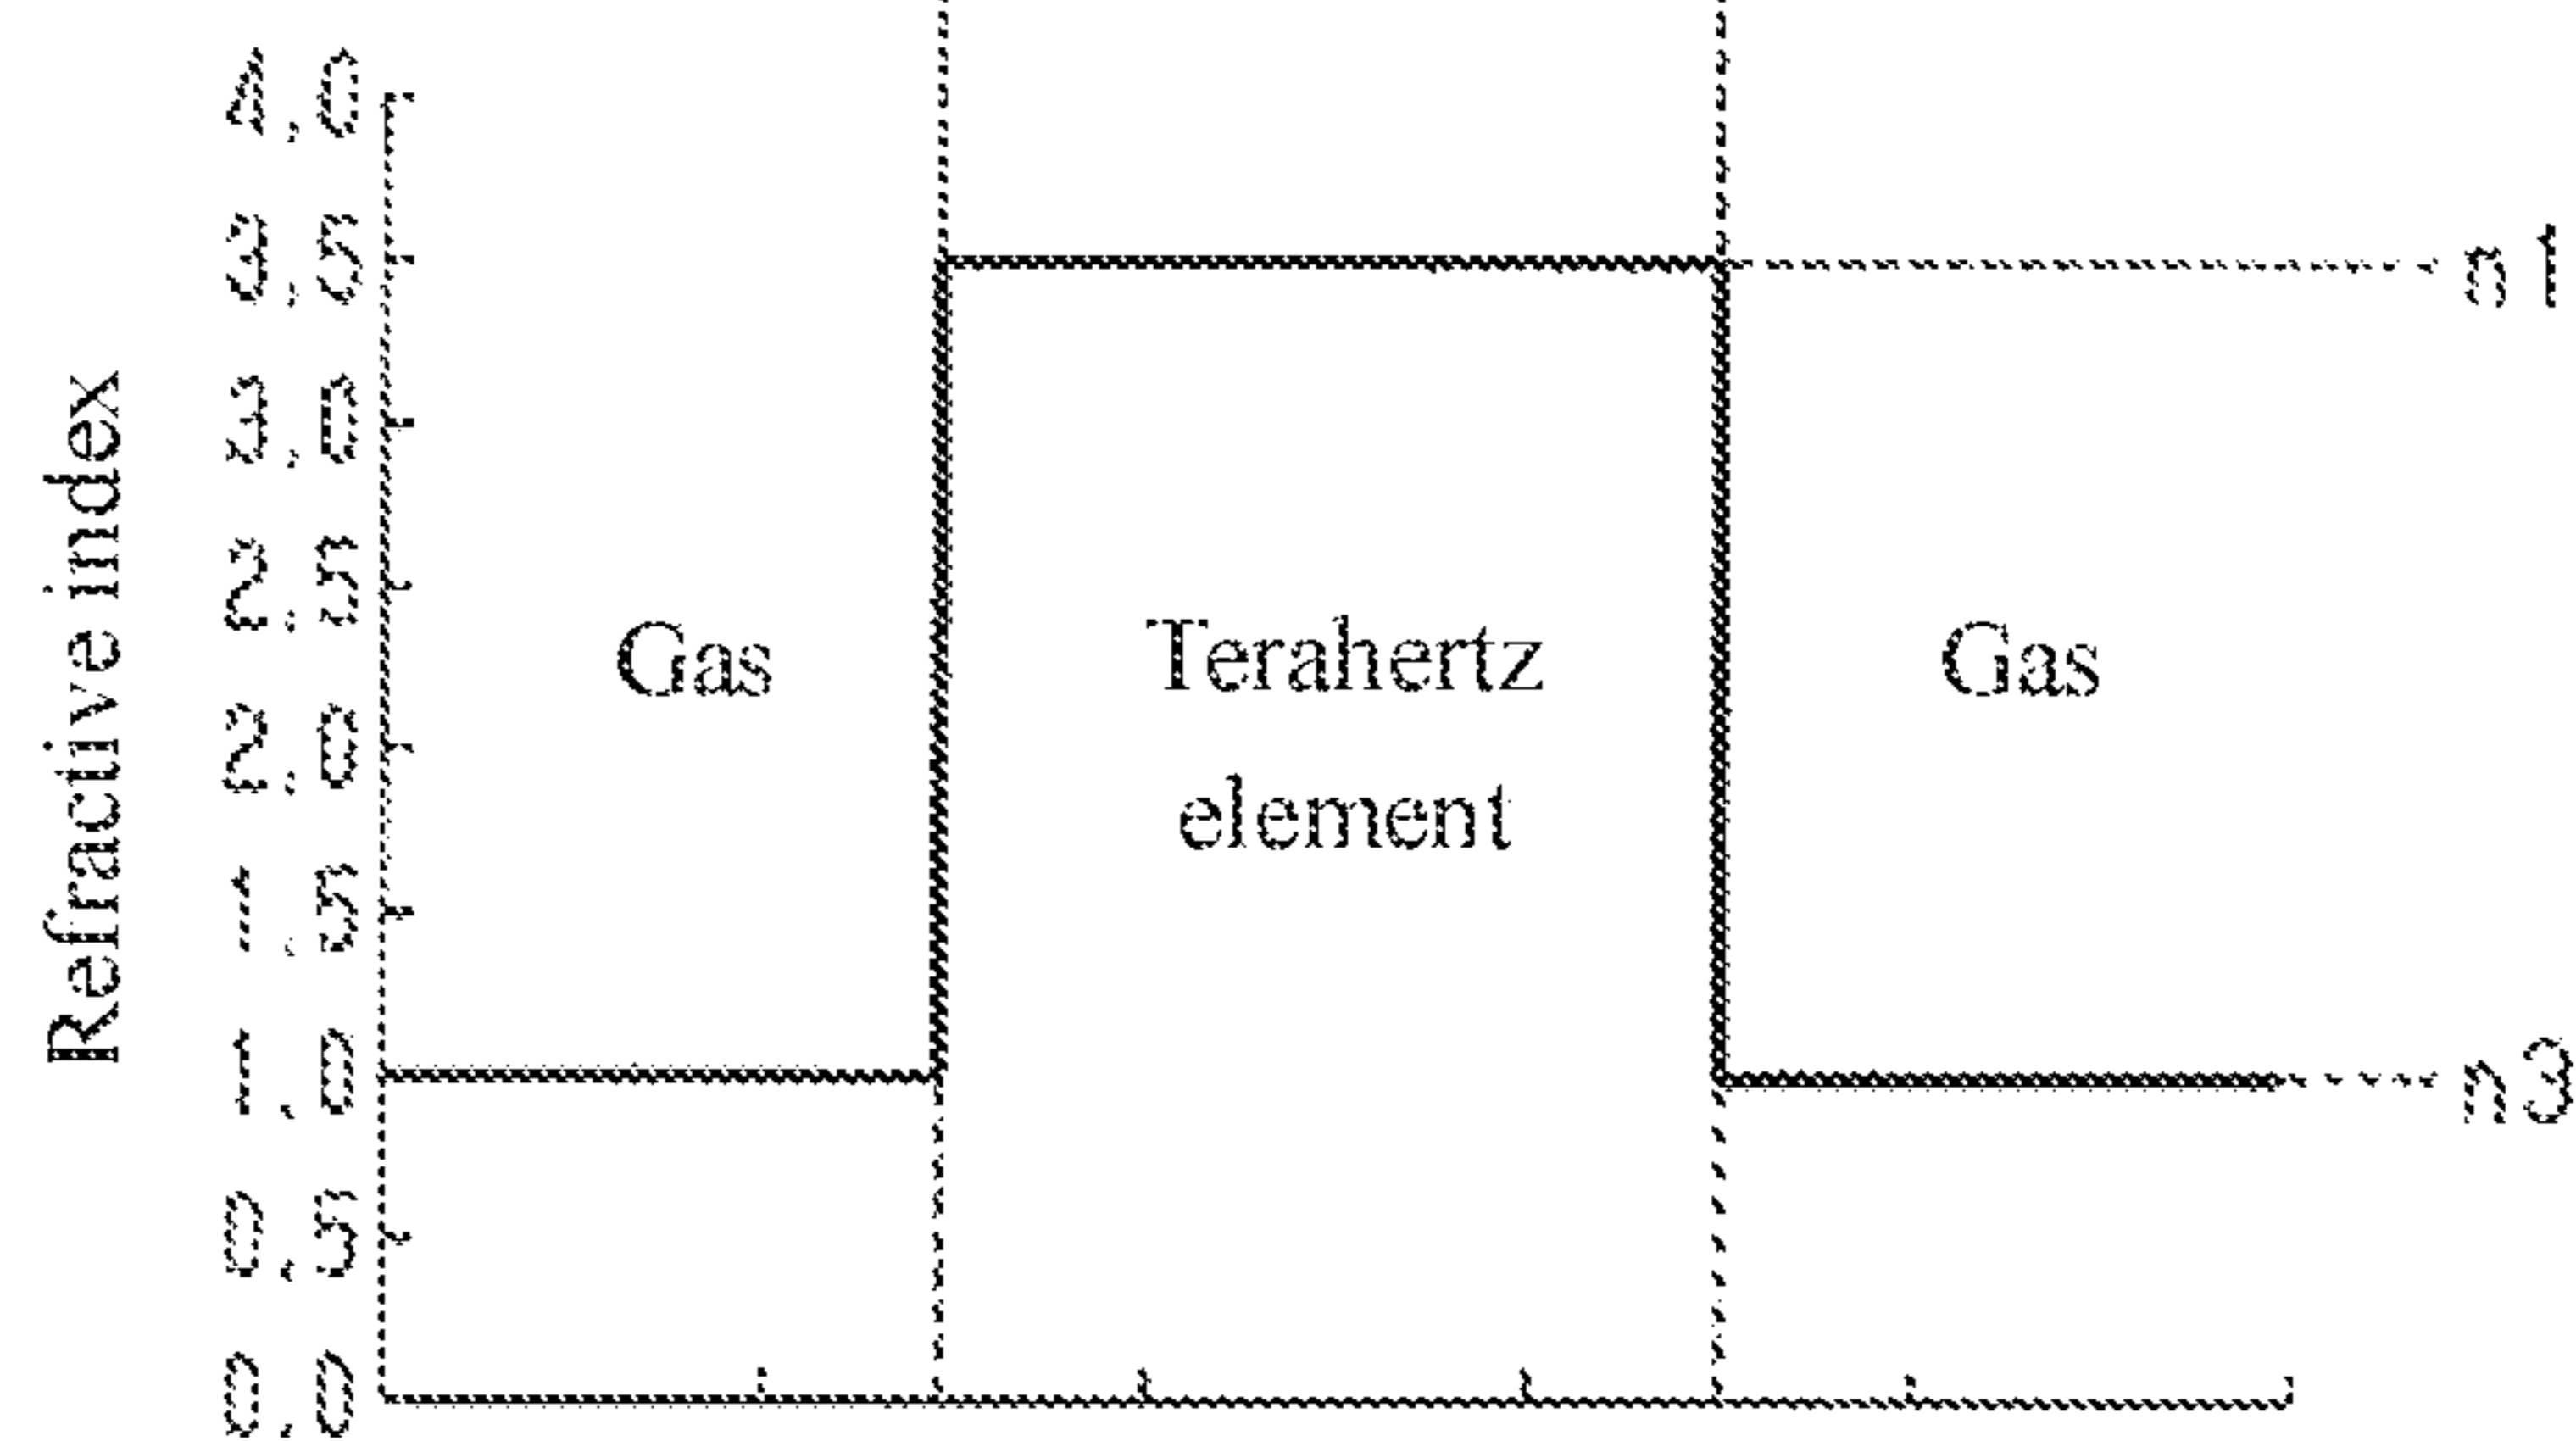 Refractive index
4,0
3,5
3,0
2,5
2,0
1,5
1,0
0,5
0,0
Gas
Terahertz
element
Gas
n1
n3